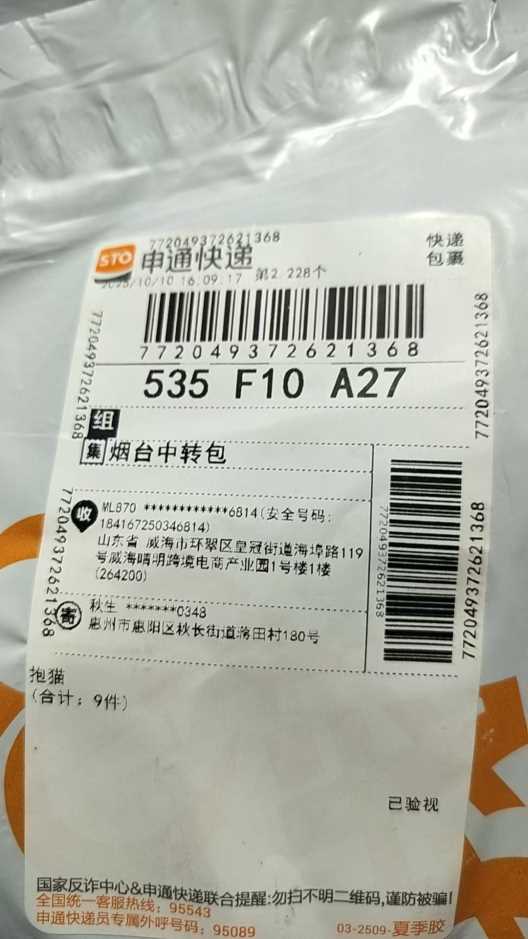 772049372621368
STO 申通快递
快递
包裹
2025/10/10 16.09.17 第2 228个
772049372621368
535 F10 A27
组
集 烟台中转包
收 ML870 ************6814(安全号码:
184167250346814)
山东省 威海市环翠区皇冠街道海埠路119
号威海晴明跨境电商产业园1号楼1楼
(264200)
寄 秋生 *******0348
惠州市惠阳区秋长街道蒋田村180号
772049372621368
772049372621368
772049372621368
772049372621368
772049372621368
抱猫
(合计: 9件)
已验视
国家反诈中心&申通快递联合提醒:勿扫不明二维码,谨防被骗!
全国统一客服热线: 95543
申通快递员专属外呼号码: 95089
03-2509-夏季胶